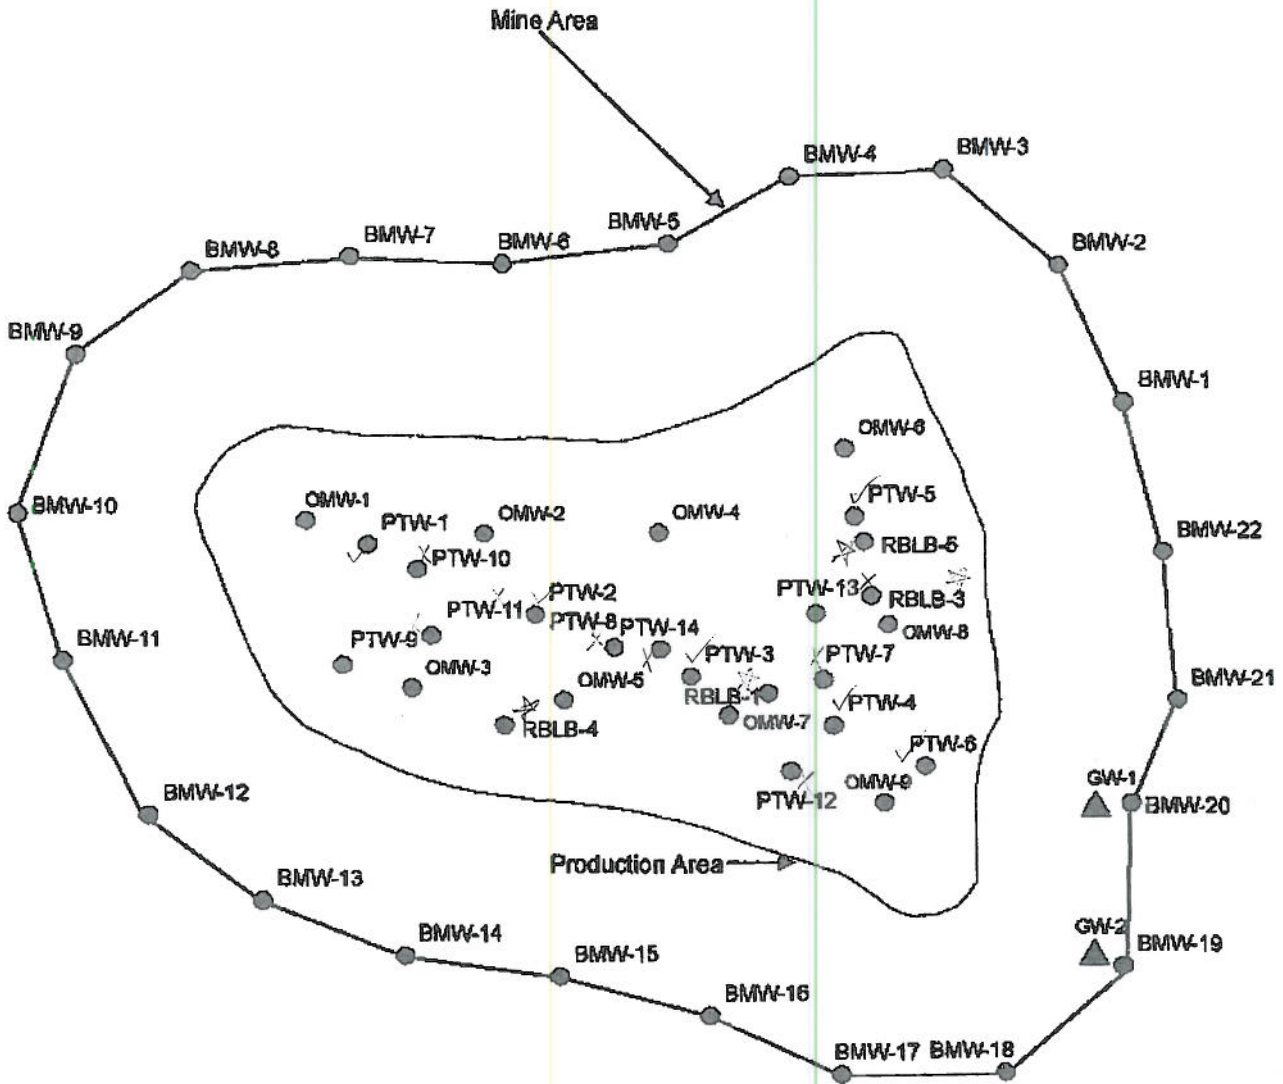 Mine Area
BMW-3
BMW-4
BMW-5
BMW-2
BMW-7
BMW-6
BMW-8
BMW-9
BMW-1
OMW-6
PTW-5
BMW-10
OMW-1
PTW-1
OMW-2
OMW-4
BMW-22
RBLB-5
PTW-10
PTW-13
RBLB-3
PTW-2
PTW-11
PTW-8
PTW-14
OMW-8
BMW-11
PTW-9
OMW-3
PTW-3
PTW-7
OMW-5
RBLB-1
BMW-21
PTW-4
OMW-7
RBLB-4
PTW-6
GW-1
OMW-9
BMW-12
PTW-12
BMW-20
Production Area
BMW-13
GW-2
BMW-14
BMW-19
BMW-15
BMW-16
BMW-17
BMW-18